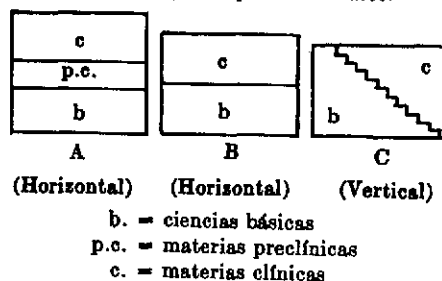 c c c
p.c.
b b b
A B C
(Horizontal) (Horizontal) (Vertical)
b. = ciencias básicas
p.c. = materias preclínicas
c. = materias clínicas